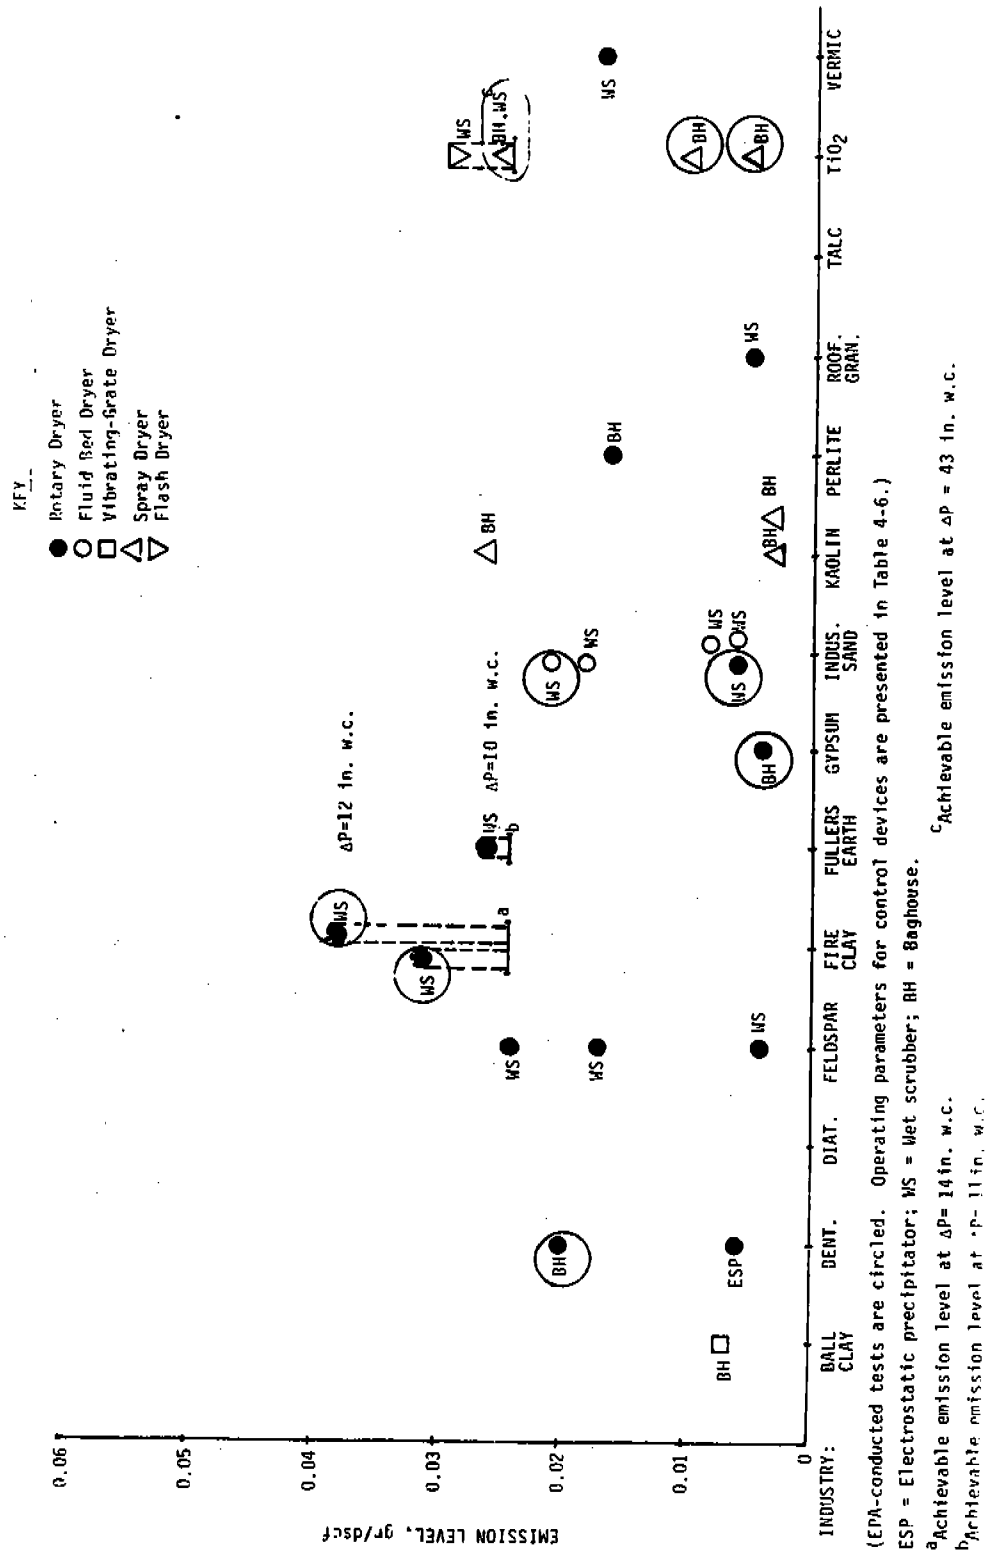 KEY
Rotary Dryer
Fluid Bed Dryer
Vibrating-Grate Dryer
Spray Dryer
Flash Dryer
EMISSION LEVEL, gr/dscf
0.06
0.05
0.04
0.03
0.02
0.01
0
BH
BH
ESP
WS
WS
WS
WS
WS
a
ΔP=12 in. w.c.
WS
b
ΔP=10 in. w.c.
BH
WS
WS
WS
WS
WS
BH
BH
BH
BH
WS
WS
BH,WS
c
BH
BH
WS
INDUSTRY:
BALL CLAY
BENT.
DIAT.
FELDSPAR
FIRE CLAY
FULLERS EARTH
GYPSUM
INDUS. SAND
KAOLIN
PERLITE
ROOF. GRAN.
TALC
TiO2
VERMIC
(EPA-conducted tests are circled. Operating parameters for control devices are presented in Table 4-6.)
ESP = Electrostatic precipitator; WS = Wet scrubber; BH = Baghouse.
aAchievable emission level at ΔP= 14 in. w.c.
cAchievable emission level at ΔP = 43 in. w.c.
bAchievable emission level at ·P- 11in. w.c.